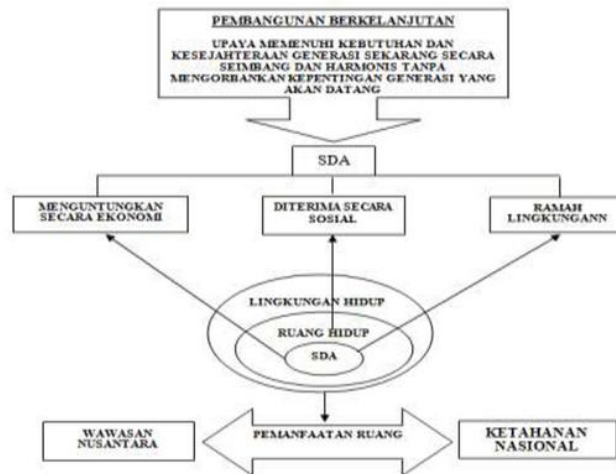 PEMBANGUNAN BERKELANJUTAN
UPAYA MEMENUHI KEBUTUHAN DAN
KESEJAHTERAAN GENERASI SEKARANG SECARA
SEIMBANG DAN HARMONIS TANPA
MENGORBANKAN KEPENTINGAN GENERASI YANG
AKAN DATANG
SDA
MENGUNTUNGKAN
SECARA EKONOMI
DITERIMA SECARA
SOSIAL
RAMAH
LINGKUNGANN
LINGKUNGAN HIDUP
RUANG HIDUP
SDA
WAWASAN
NUSANTARA
PEMANFAATAN RUANG
KETAHANAN
NASIONAL